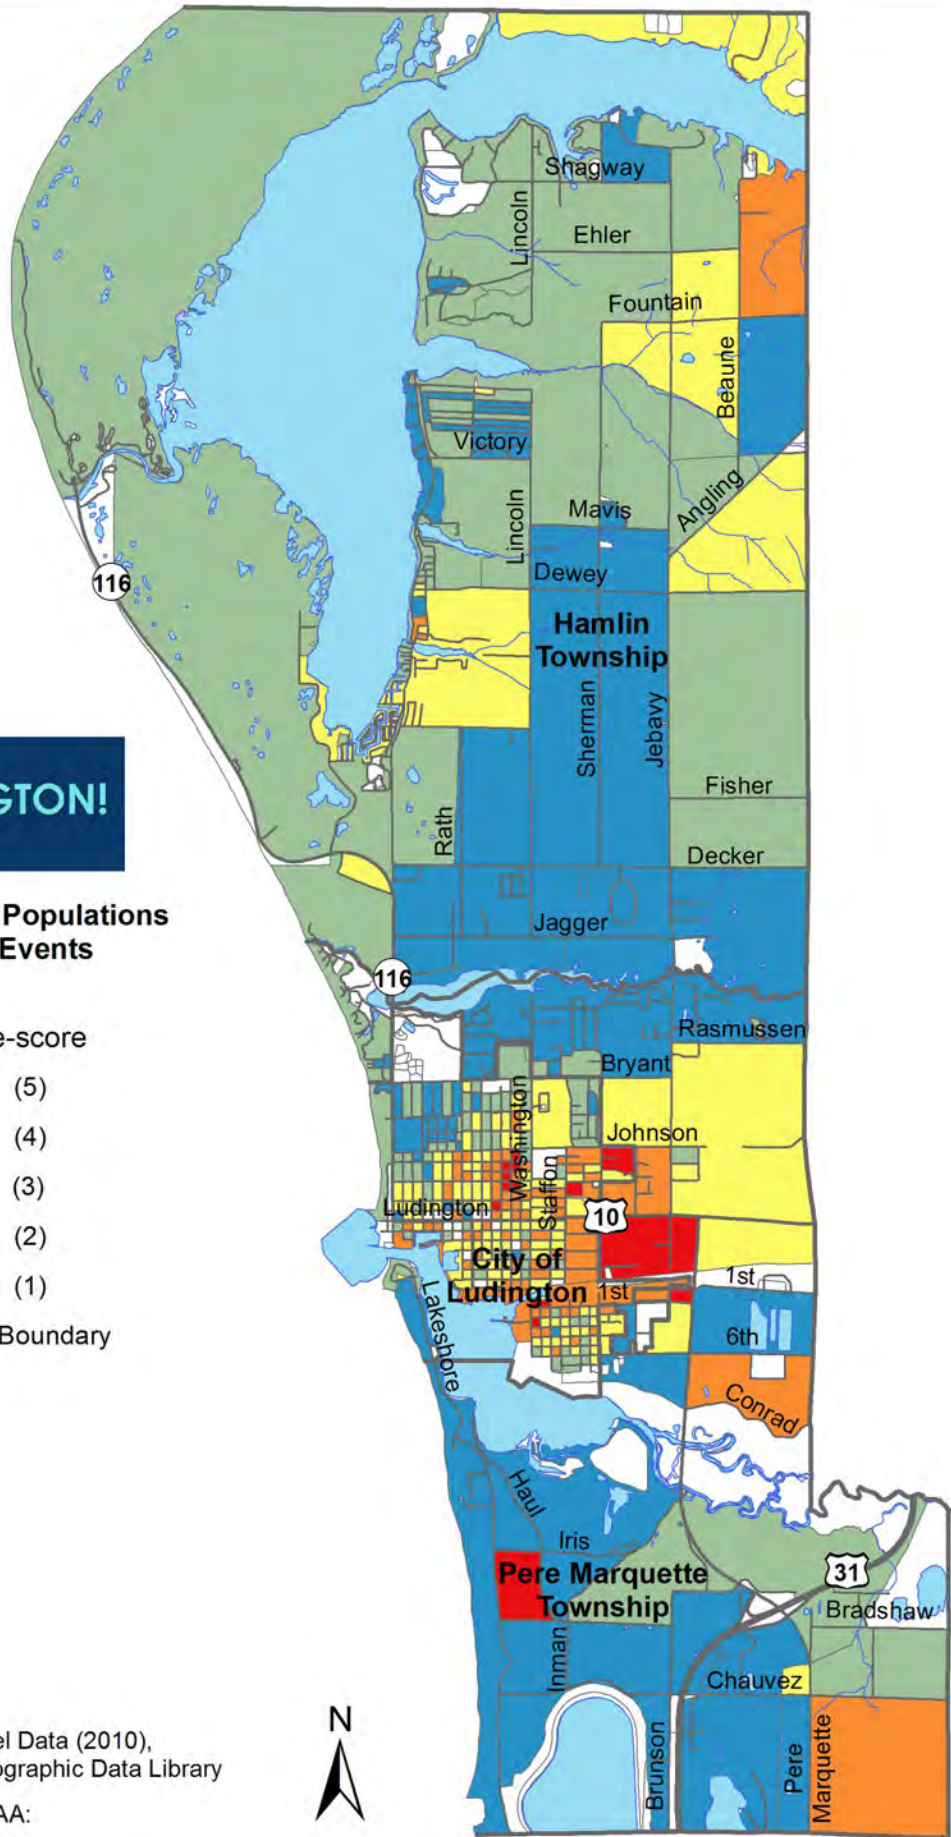 Shagway
Lincoln
Ehler
Fountain
Beaune
Victory
Angling
Mavis
Lincoln
Dewey
116
Hamlin
Township
Sherman
Jebavy
GTON!
Fisher
Rath
Decker
Populations
Events
Jagger
116
e-score
Rasmussen
Bryant
(5)
Washington
Johnson
(4)
Staffon
(3)
Ludington
10
(2)
City of
Ludington
1st
1st
(1)
Lakeshore
6th
Boundary
Conrad
Haul
Iris
31
Pere Marquette
Township
Bradshaw
Inman
Chauvez
N
Brunson
Pere
Marquette
el Data (2010),
ographic Data Library
AA: